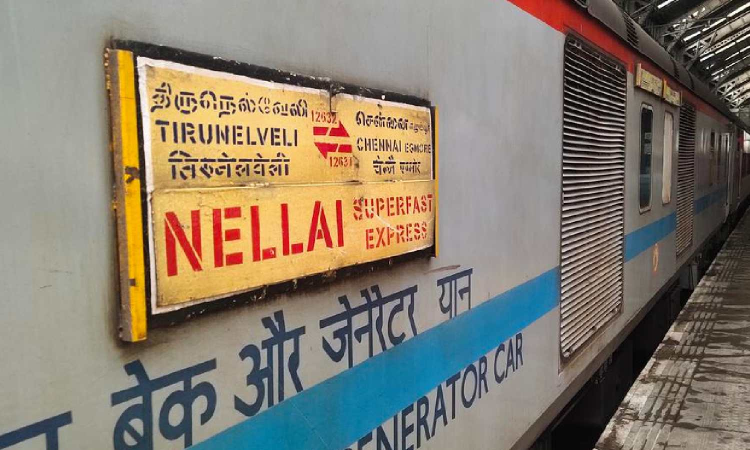 திருநெல்வேலி
TIRUNELVELI
तिरुनेलवेली
12632
12631
சென்னை எழும்பூர்
CHENNAI EGMORE
चेन्नै एग्मोर
NELLAI SUPERFAST
EXPRESS
ब्रेक और जेनरेटर यान
GENERATOR CAR